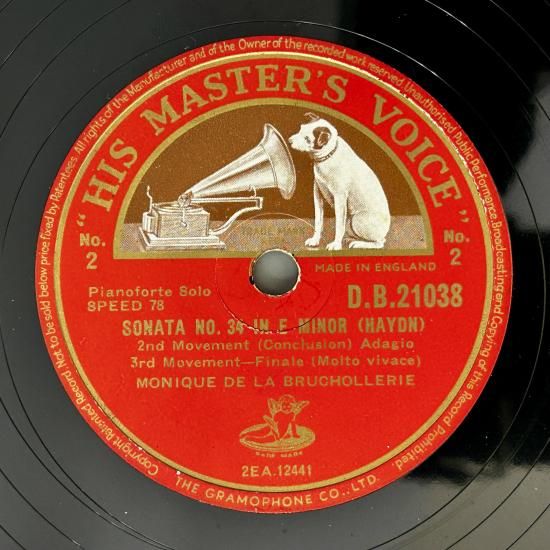 Copyright Patented Record Not to be sold below price fixed by Patentees. All rights of the Manufacturer and of the Owner of the recorded work reserved. Unauthorised Public Performance, Broadcasting and Copying of this Record Prohibited.
"HIS MASTER'S VOICE"
TRADE MARK
No. 2
No. 2
MADE IN ENGLAND
Pianoforte Solo
SPEED 78
D.B.21038
SONATA NO. 34 IN E MINOR (HAYDN)
2nd Movement (Conclusion) Adagio
3rd Movement—Finale (Molto vivace)
MONIQUE DE LA BRUCHOLLERIE
TRADE MARK
2EA.12441
THE GRAMOPHONE CO., LTD.